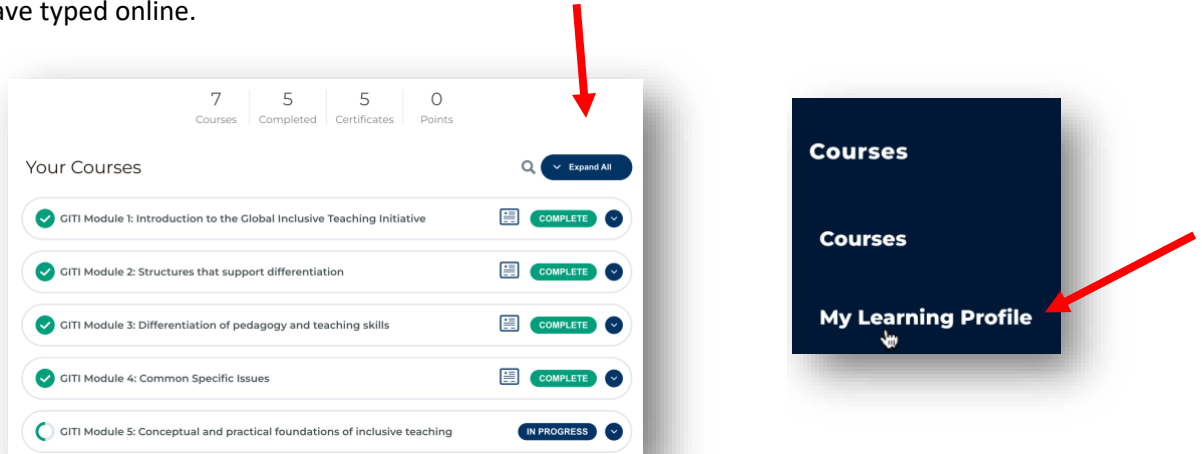 ave typed online.
7 5 5 0
Courses Completed Certificates Points
Your Courses
Expand All
GITI Module 1: Introduction to the Global Inclusive Teaching Initiative COMPLETE
GITI Module 2: Structures that support differentiation COMPLETE
GITI Module 3: Differentiation of pedagogy and teaching skills COMPLETE
GITI Module 4: Common Specific Issues COMPLETE
GITI Module 5: Conceptual and practical foundations of inclusive teaching IN PROGRESS
Courses
Courses
My Learning Profile